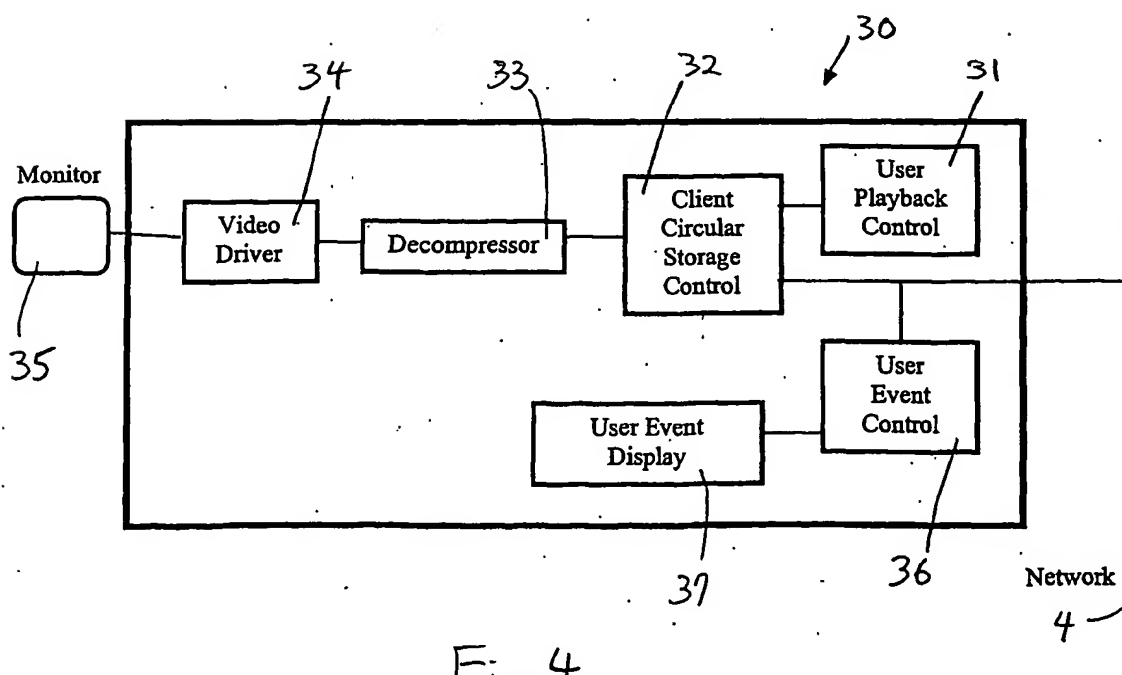 30
34
33
32
31
Monitor
Video
Driver
Decompressor
Client
Circular
Storage
Control
User
Playback
Control
35
User
Event
Control
User Event
Display
37
36
Network
4
4